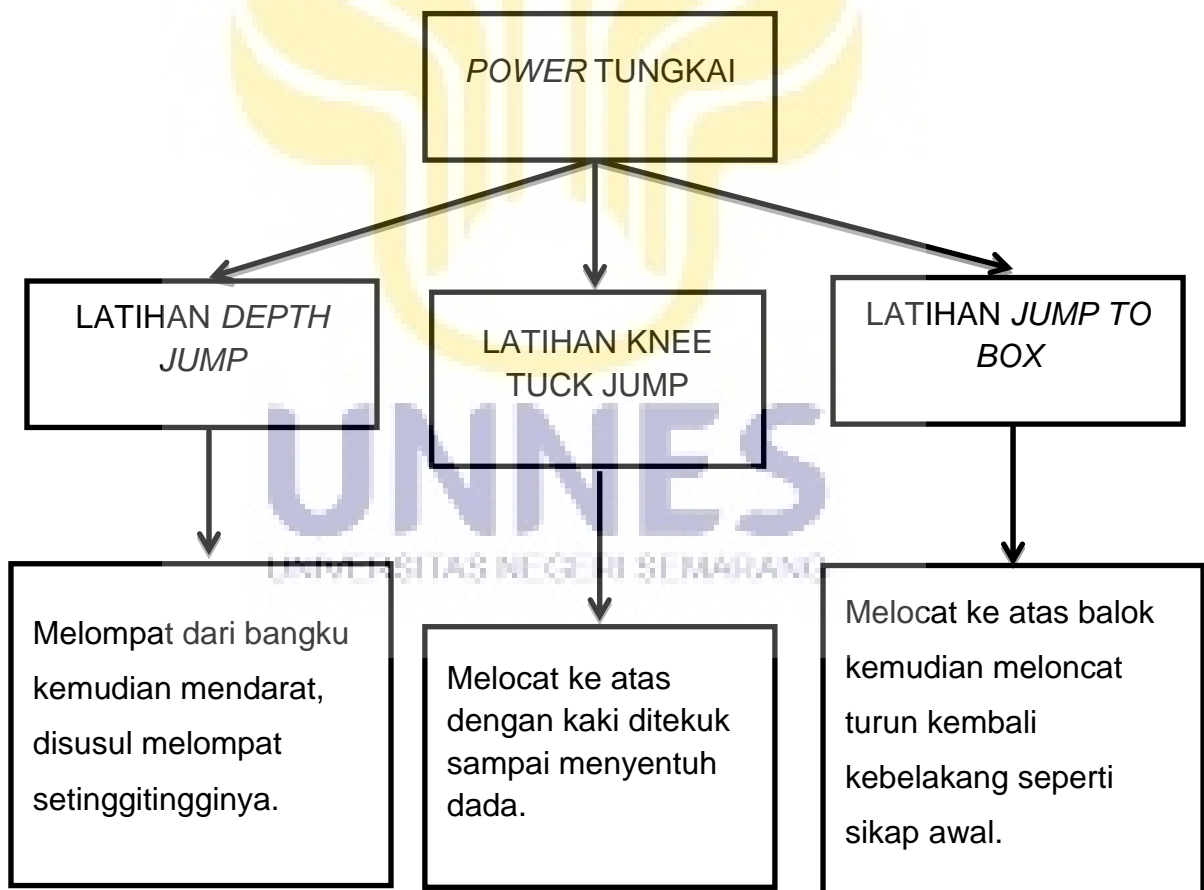 POWER TUNGKAI
LATIHAN DEPTH
JUMP
LATIHAN KNEE
TUCK JUMP
LATIHAN JUMP TO
BOX
UNNES
UNIVERSITAS NEGERI SEMARANG
Melompat dari bangku
kemudian mendarat,
disusul melompat
setinggitingginya.
Melocat ke atas
dengan kaki ditekuk
sampai menyentuh
dada.
Melocat ke atas balok
kemudian meloncat
turun kembali
kebelakang seperti
sikap awal.